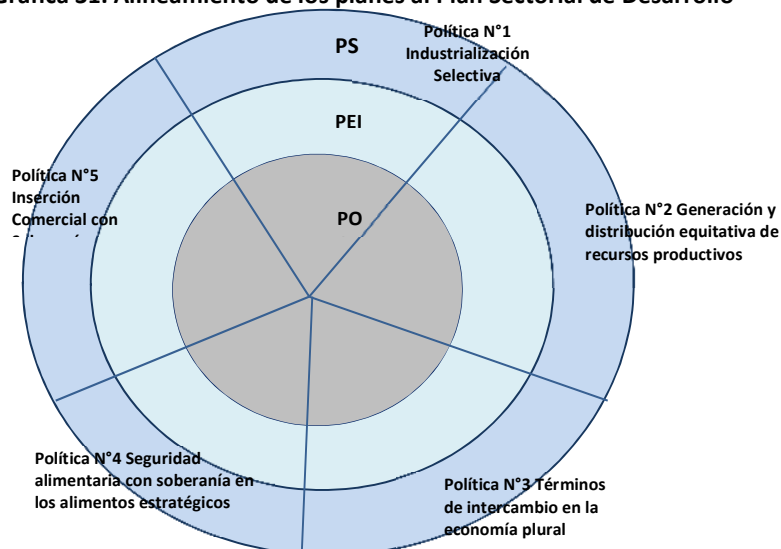 Gráfica 31: Alineamiento de los planes al Plan Sectorial de Desarrollo
PS
Política N°1
Industrialización
Selectiva
PEI
PO
Política N°5
Inserción
Comercial con
Política N°2 Generación y
distribución equitativa de
recursos productivos
Política N°4 Seguridad
alimentaria con soberanía en
los alimentos estratégicos
Política N°3 Términos
de intercambio en la
economía plural